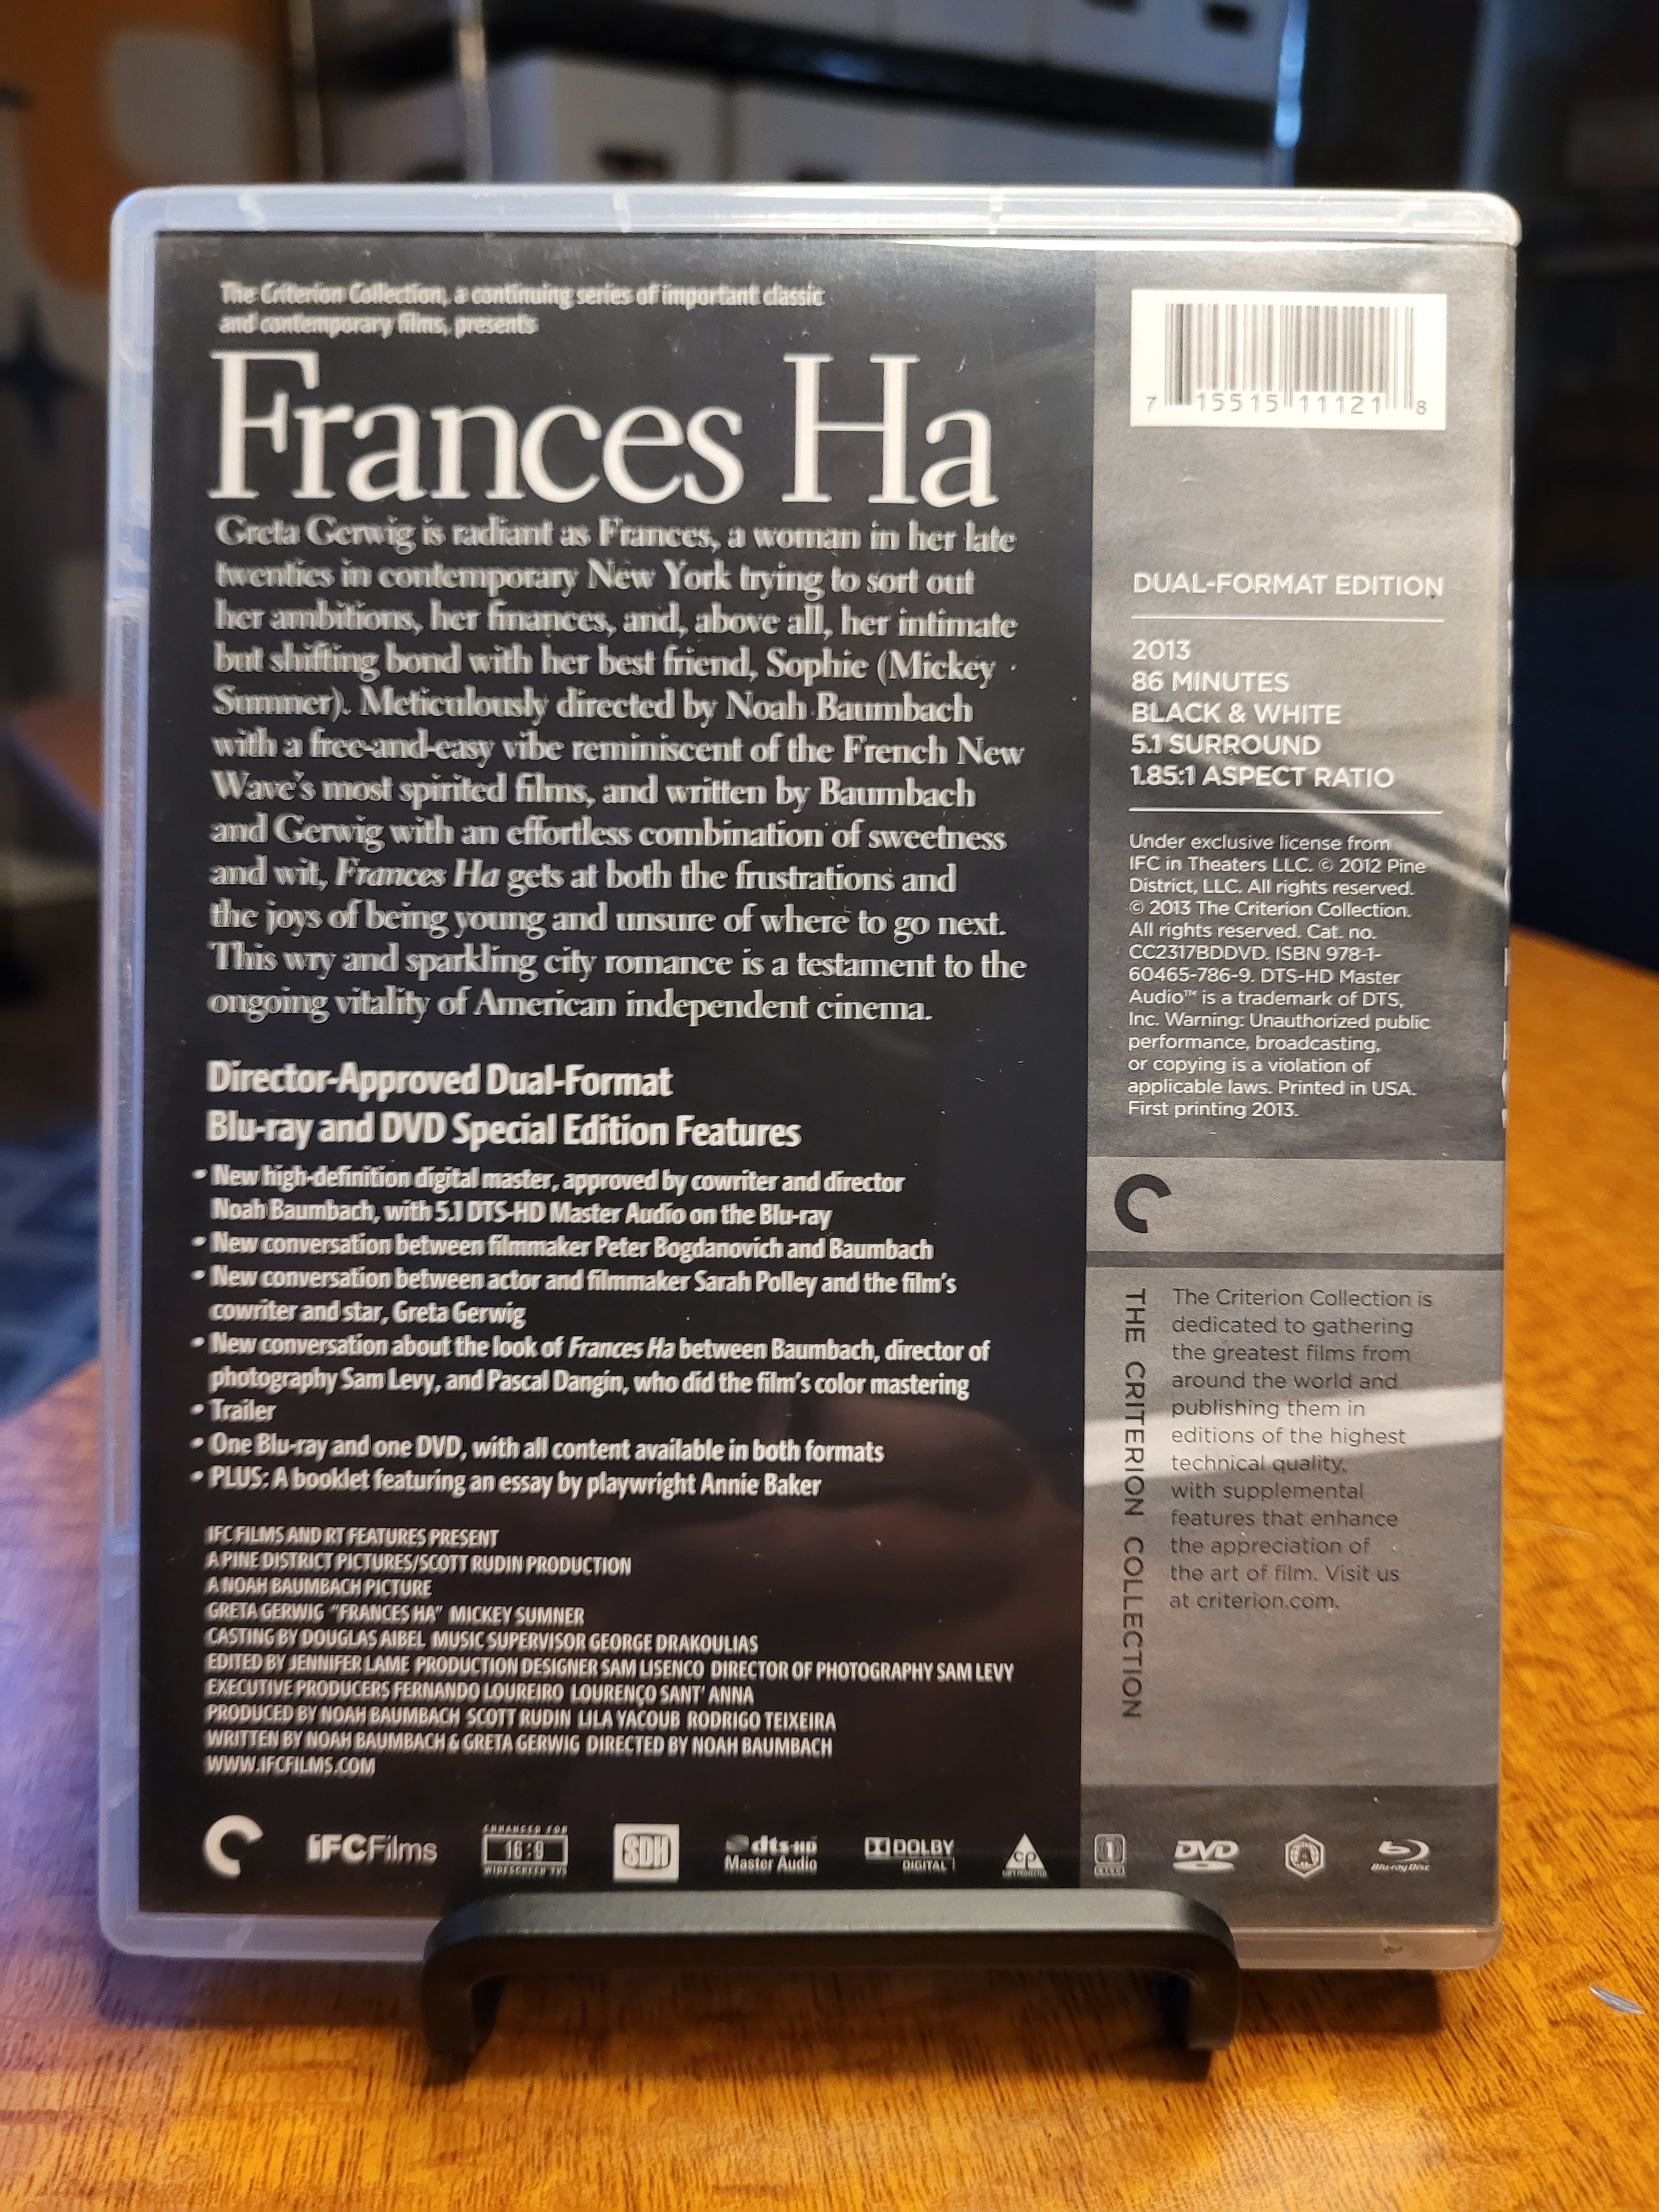 The Criterion Collection, a continuing series of important classic
and contemporary films, presents
Frances Ha
Greta Gerwig is radiant as Frances, a woman in her late
twenties in contemporary New York trying to sort out
her ambitions, her finances, and, above all, her intimate
but shifting bond with her best friend, Sophie (Mickey
Sumner). Meticulously directed by Noah Baumbach
with a free-and-easy vibe reminiscent of the French New
Wave's most spirited films, and written by Baumbach
and Gerwig with an effortless combination of sweetness
and wit, Frances Ha gets at both the frustrations and
the joys of being young and unsure of where to go next.
This wry and sparkling city romance is a testament to the
ongoing vitality of American independent cinema.
Director-Approved Dual-Format
Blu-ray and DVD Special Edition Features
• New high-definition digital master, approved by cowriter and director
Noah Baumbach, with 5.1 DTS-HD Master Audio on the Blu-ray
• New conversation between filmmaker Peter Bogdanovich and Baumbach
• New conversation between actor and filmmaker Sarah Polley and the film's
cowriter and star, Greta Gerwig
• New conversation about the look of Frances Ha between Baumbach, director of
photography Sam Levy, and Pascal Dangin, who did the film's color mastering
• Trailer
• One Blu-ray and one DVD, with all content available in both formats
• PLUS: A booklet featuring an essay by playwright Annie Baker
IFC FILMS AND RT FEATURES PRESENT
A PINE DISTRICT PICTURES/SCOTT RUDIN PRODUCTION
A NOAH BAUMBACH PICTURE
GRETA GERWIG "FRANCES HA" MICKEY SUMNER
CASTING BY DOUGLAS AIBEL MUSIC SUPERVISOR GEORGE DRAKOULIAS
EDITED BY JENNIFER LAME PRODUCTION DESIGNER SAM LISENCO DIRECTOR OF PHOTOGRAPHY SAM LEVY
EXECUTIVE PRODUCERS FERNANDO LOUREIRO LOURENÇO SANT' ANNA
PRODUCED BY NOAH BAUMBACH SCOTT RUDIN LILA YACOUB RODRIGO TEIXEIRA
WRITTEN BY NOAH BAUMBACH & GRETA GERWIG DIRECTED BY NOAH BAUMBACH
WWW.IFCFILMS.COM
IFCFilms
ENHANCED FOR
16:9
WIDESCREEN TVS
SDH
dts-HD
Master Audio
DOLBY
DIGITAL
cp
1
DVD
A
Blu-ray Disc
7 15515 11121 8
DUAL-FORMAT EDITION
2013
86 MINUTES
BLACK & WHITE
5.1 SURROUND
1.85:1 ASPECT RATIO
Under exclusive license from
IFC in Theaters LLC. © 2012 Pine
District, LLC. All rights reserved.
© 2013 The Criterion Collection.
All rights reserved. Cat. no.
CC2317BDDVD. ISBN 978-1-
60465-786-9. DTS-HD Master
Audio™ is a trademark of DTS,
Inc. Warning: Unauthorized public
performance, broadcasting,
or copying is a violation of
applicable laws. Printed in USA.
First printing 2013.
THE CRITERION COLLECTION
The Criterion Collection is
dedicated to gathering
the greatest films from
around the world and
publishing them in
editions of the highest
technical quality,
with supplemental
features that enhance
the appreciation of
the art of film. Visit us
at criterion.com.